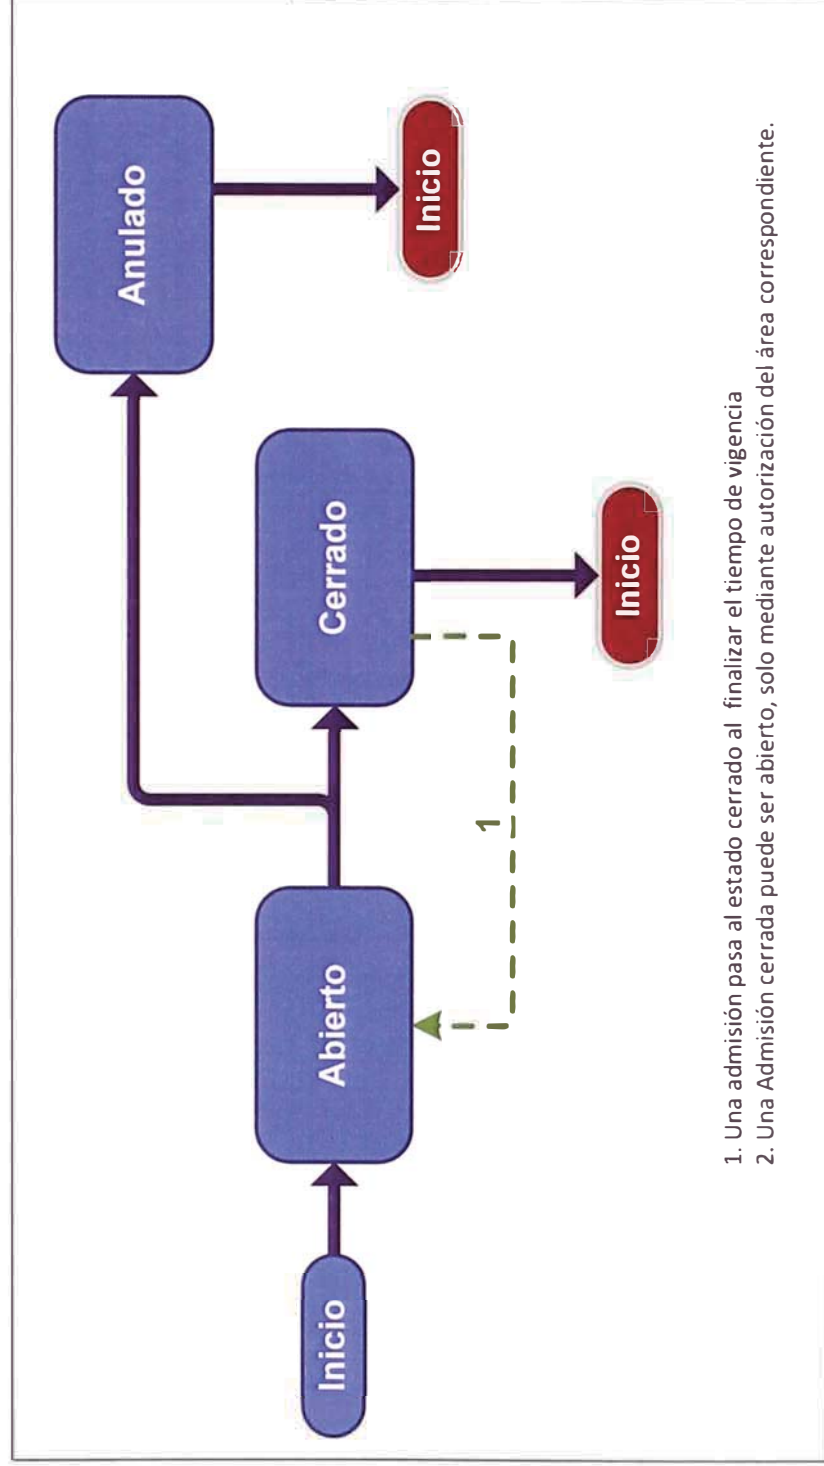 Anulado
Inicio
Cerrado
Inicio
1
Abierto
Inicio
1. Una admisión pasa al estado cerrado al finalizar el tiempo de vigencia
2. Una Admisión cerrada puede ser abierto, solo mediante autorización del área correspondiente.